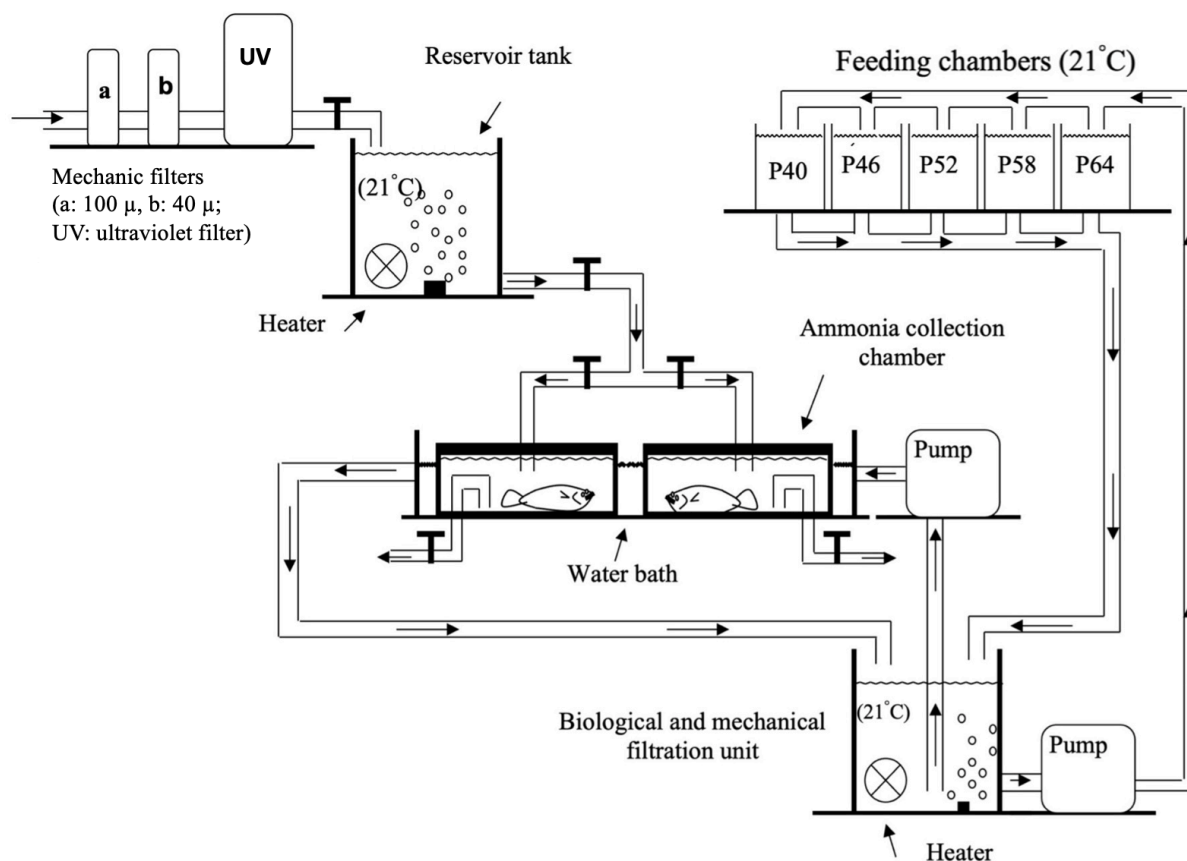 a
b
UV
Mechanic filters
(a: 100 µ, b: 40 µ;
UV: ultraviolet filter)
Reservoir tank
(21°C)
Heater
Feeding chambers (21°C)
P40
P46
P52
P58
P64
Ammonia collection
chamber
Pump
Water bath
Biological and mechanical
filtration unit
(21°C)
Pump
Heater